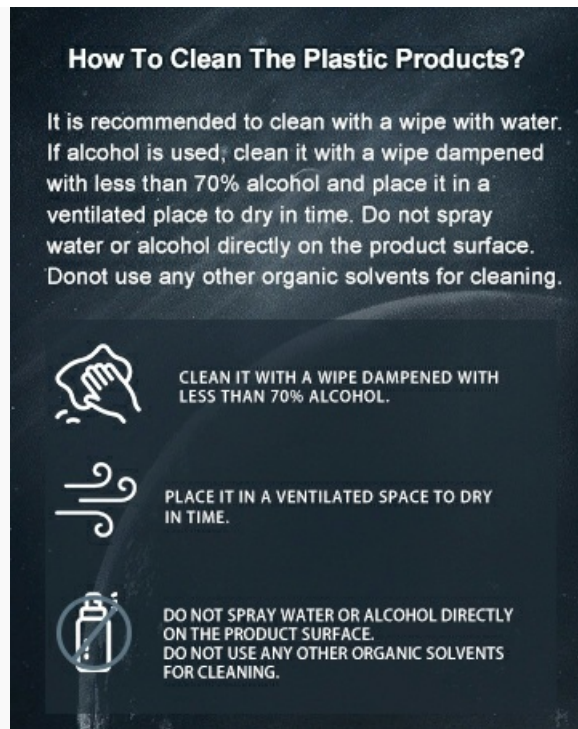 How To Clean The Plastic Products?
It is recommended to clean with a wipe with water.
If alcohol is used, clean it with a wipe dampened
with less than 70% alcohol and place it in a
ventilated place to dry in time. Do not spray
water or alcohol directly on the product surface.
Donot use any other organic solvents for cleaning.
CLEAN IT WITH A WIPE DAMPENED WITH
LESS THAN 70% ALCOHOL.
PLACE IT IN A VENTILATED SPACE TO DRY
IN TIME.
DO NOT SPRAY WATER OR ALCOHOL DIRECTLY
ON THE PRODUCT SURFACE.
DO NOT USE ANY OTHER ORGANIC SOLVENTS
FOR CLEANING.